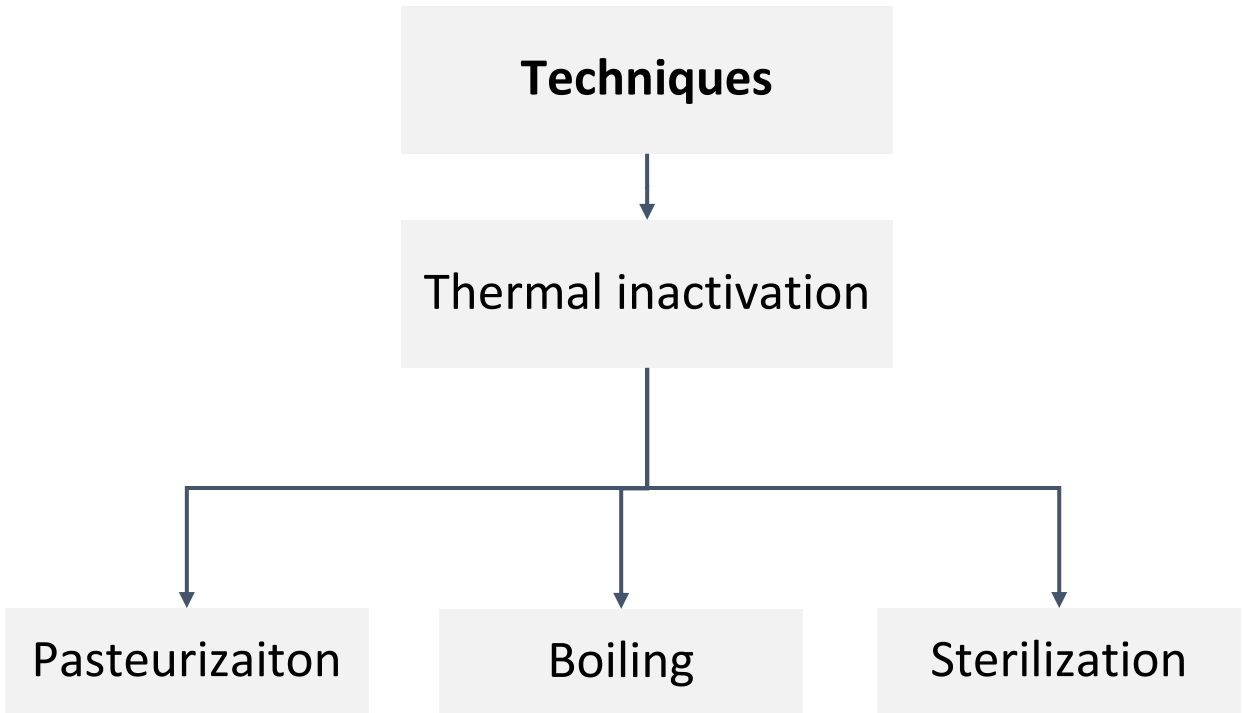 Techniques
Thermal inactivation
Pasteurizaiton
Boiling
Sterilization